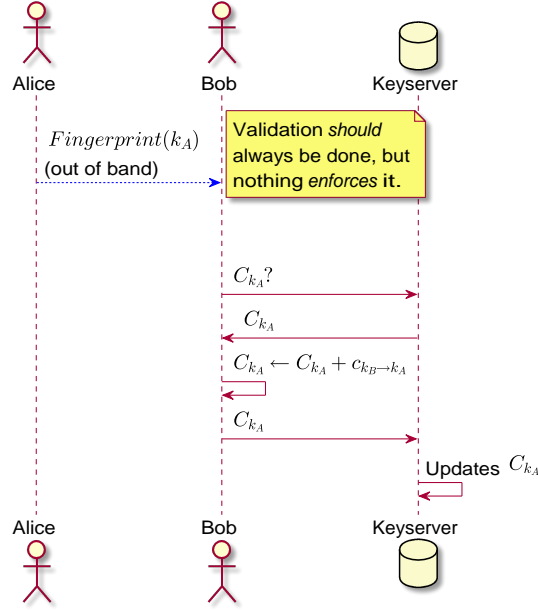 Alice
Bob
Keyserver
Fingerprint(k_A)
(out of band)
Validation should
always be done, but
nothing enforces it.
C_{k_A}?
C_{k_A}
C_{k_A} ← C_{k_A} + c_{k_B→k_A}
C_{k_A}
Updates C_{k_A}
Alice
Bob
Keyserver